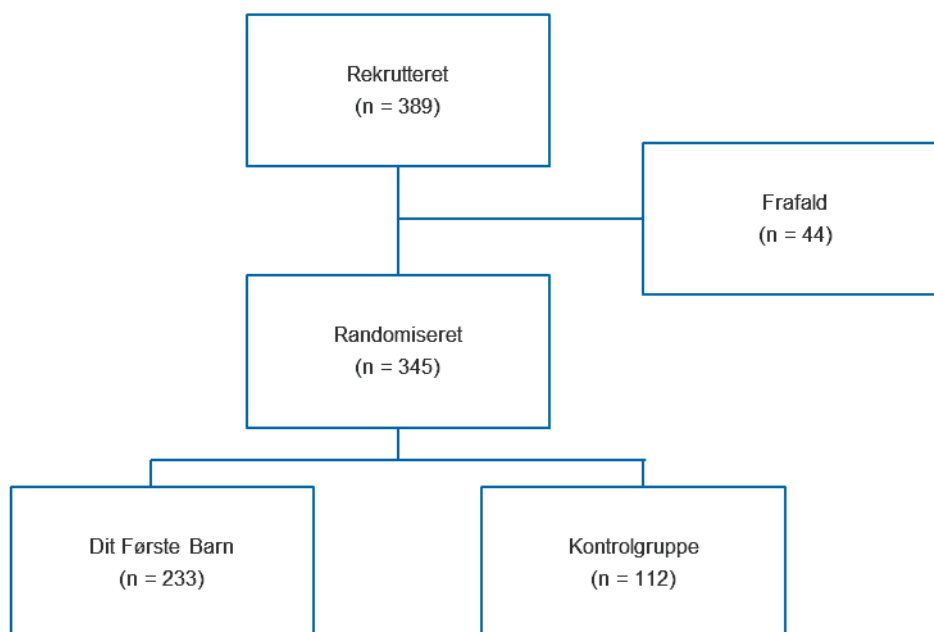 Rekrutteret
(n = 389)
Frafald
(n = 44)
Randomiseret
(n = 345)
Dit Første Barn
(n = 233)
Kontrolgruppe
(n = 112)